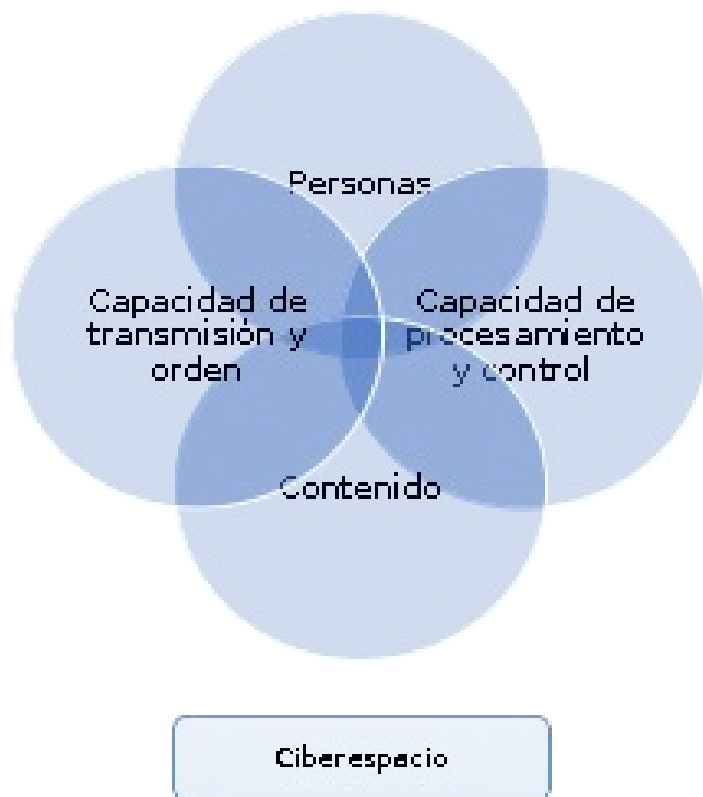 Personas
Capacidad de
transmisión y
orden
Capacidad de
procesamiento
y control
Contenido
Ciberespacio